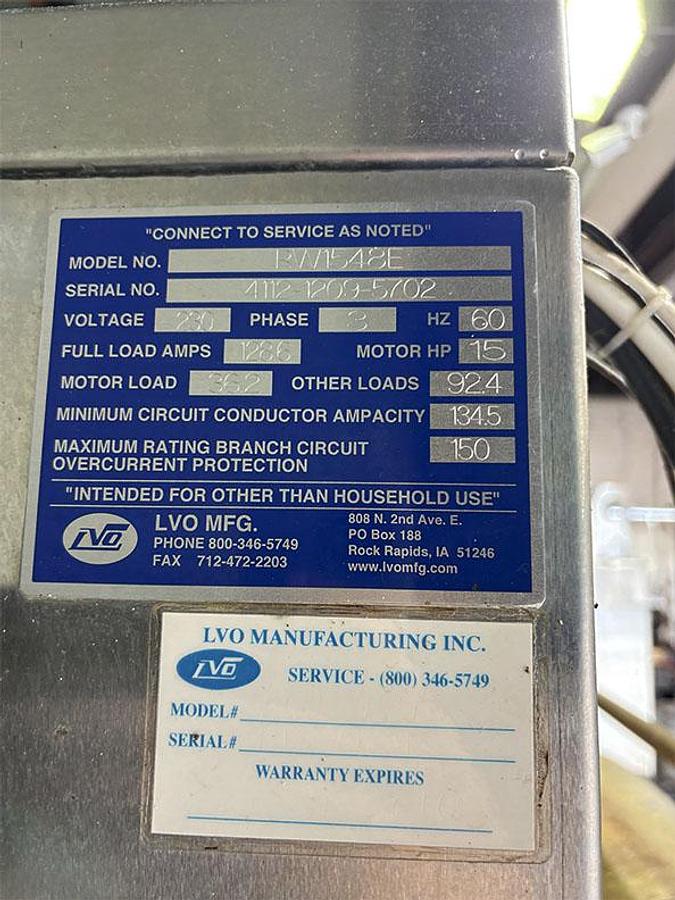 "CONNECT TO SERVICE AS NOTED"
MODEL NO. RW1548E
SERIAL NO. 4112-1209-5702
VOLTAGE 230 PHASE 3 HZ 60
FULL LOAD AMPS 128.6 MOTOR HP 15
MOTOR LOAD 36.2 OTHER LOADS 92.4
MINIMUM CIRCUIT CONDUCTOR AMPACITY 134.5
MAXIMUM RATING BRANCH CIRCUIT
OVERCURRENT PROTECTION 150
"INTENDED FOR OTHER THAN HOUSEHOLD USE"
LVO
LVO MFG.
PHONE 800-346-5749
FAX 712-472-2203
808 N. 2nd Ave. E.
PO Box 188
Rock Rapids, IA 51246
www.lvomfg.com
LVO MANUFACTURING INC.
LVO
SERVICE - (800) 346-5749
MODEL#
SERIAL#
WARRANTY EXPIRES